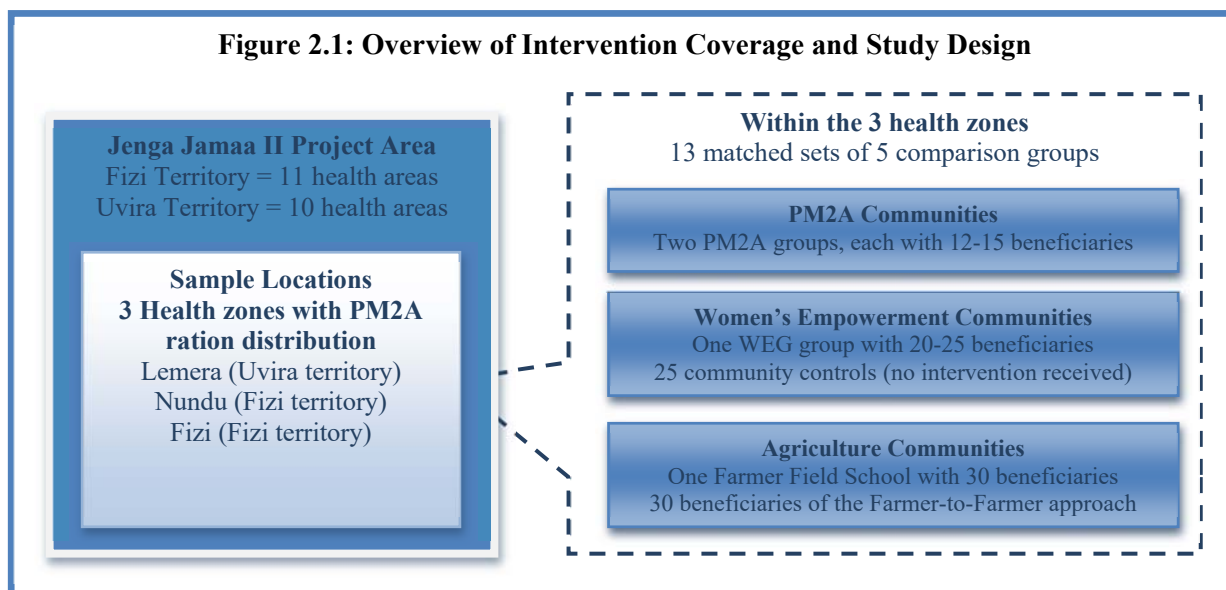 Figure 2.1: Overview of Intervention Coverage and Study Design
Jenga Jamaa II Project Area
Fizi Territory = 11 health areas
Uvira Territory = 10 health areas
Sample Locations
3 Health zones with PM2A
ration distribution
Lemera (Uvira territory)
Nundu (Fizi territory)
Fizi (Fizi territory)
Within the 3 health zones
13 matched sets of 5 comparison groups
PM2A Communities
Two PM2A groups, each with 12-15 beneficiaries
Women’s Empowerment Communities
One WEG group with 20-25 beneficiaries
25 community controls (no intervention received)
Agriculture Communities
One Farmer Field School with 30 beneficiaries
30 beneficiaries of the Farmer-to-Farmer approach